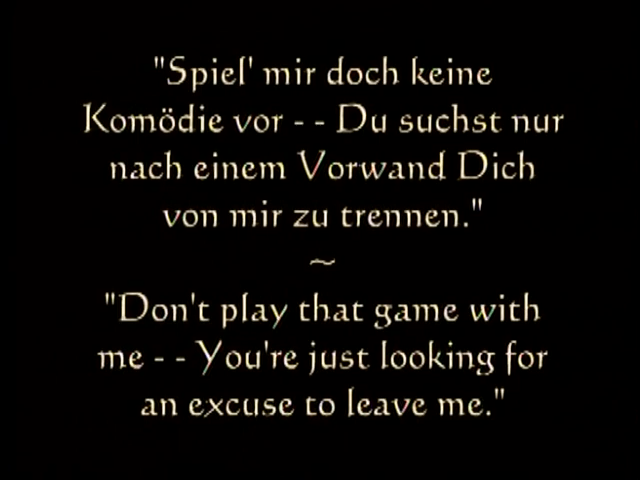 "Spiel' mir doch keine
Komödie vor - - Du suchst nur
nach einem Vorwand Dich
von mir zu trennen."
~
"Don't play that game with
me - - You're just looking for
an excuse to leave me."